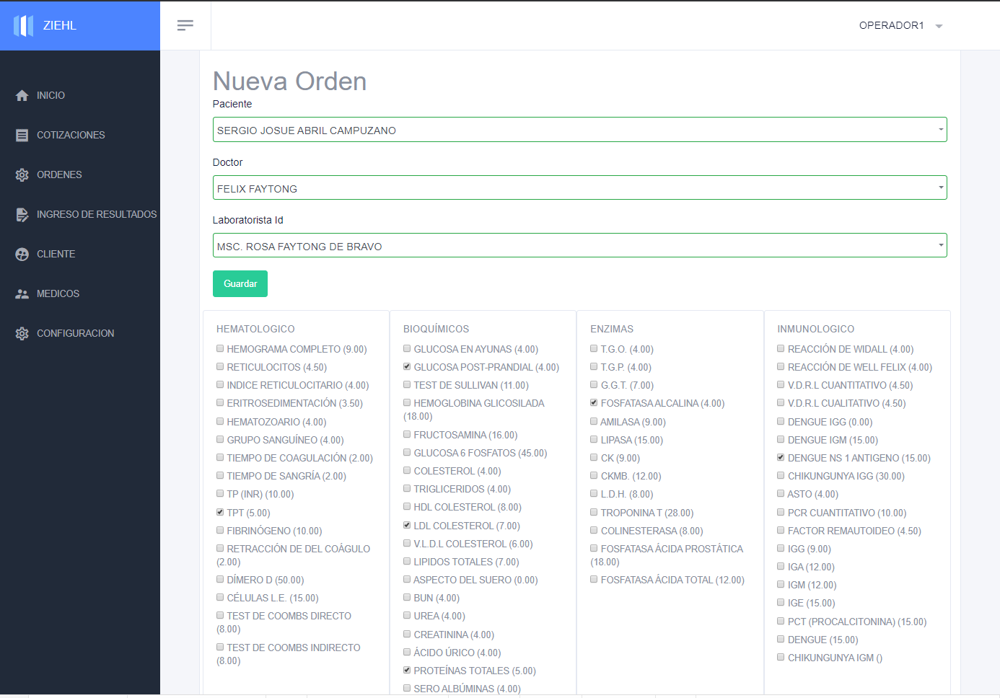 ZIEHL
OPERADOR1
INICIO
COTIZACIONES
ORDENES
INGRESO DE RESULTADOS
CLIENTE
MEDICOS
CONFIGURACION
Nueva Orden
Paciente
SERGIO JOSUE ABRIL CAMPUZANO
Doctor
FELIX FAYTONG
Laboratorista Id
MSC. ROSA FAYTONG DE BRAVO
Guardar
HEMATOLOGICO
HEMOGRAMA COMPLETO (9.00)
RETICULOCITOS (4.50)
INDICE RETICULOCITARIO (4.00)
ERITROSEDIMENTACIÓN (3.50)
HEMATOZOARIO (4.00)
GRUPO SANGUÍNEO (4.00)
TIEMPO DE COAGULACIÓN (2.00)
TIEMPO DE SANGRÍA (2.00)
TP (INR) (10.00)
TPT (5.00)
FIBRINÓGENO (10.00)
RETRACCIÓN DE DEL COÁGULO
(2.00)
DÍMERO D (50.00)
CÉLULAS L.E. (15.00)
TEST DE COOMBS DIRECTO
(8.00)
TEST DE COOMBS INDIRECTO
(8.00)
BIOQUÍMICOS
GLUCOSA EN AYUNAS (4.00)
GLUCOSA POST-PRANDIAL (4.00)
TEST DE SULLIVAN (11.00)
HEMOGLOBINA GLICOSILADA
(18.00)
FRUCTOSAMINA (16.00)
GLUCOSA 6 FOSFATOS (45.00)
COLESTEROL (4.00)
TRIGLICERIDOS (4.00)
HDL COLESTEROL (8.00)
LDL COLESTEROL (7.00)
V.L.D.L COLESTEROL (6.00)
LIPIDOS TOTALES (7.00)
ASPECTO DEL SUERO (0.00)
BUN (4.00)
UREA (4.00)
CREATININA (4.00)
ÁCIDO ÚRICO (4.00)
PROTEÍNAS TOTALES (5.00)
SERO ALBÚMINAS (4.00)
ENZIMAS
T.G.O. (4.00)
T.G.P. (4.00)
G.G.T. (7.00)
FOSFATASA ALCALINA (4.00)
AMILASA (9.00)
LIPASA (15.00)
CK (9.00)
CKMB. (12.00)
L.D.H. (8.00)
TROPONINA T (28.00)
COLINESTERASA (8.00)
FOSFATASA ÁCIDA PROSTÁTICA
(18.00)
FOSFATASA ÁCIDA TOTAL (12.00)
INMUNOLOGICO
REACCIÓN DE WIDALL (4.00)
REACCIÓN DE WELL FELIX (4.00)
V.D.R.L CUANTITATIVO (4.50)
V.D.R.L CUALITATIVO (4.50)
DENGUE IGG (0.00)
DENGUE IGM (15.00)
DENGUE NS 1 ANTIGENO (15.00)
CHIKUNGUNYA IGG (30.00)
ASTO (4.00)
PCR CUANTITATIVO (10.00)
FACTOR REMAUTOIDEO (4.50)
IGG (9.00)
IGA (12.00)
IGM (12.00)
IGE (15.00)
PCT (PROCALCITONINA) (15.00)
DENGUE (15.00)
CHIKUNGUNYA IGM ()